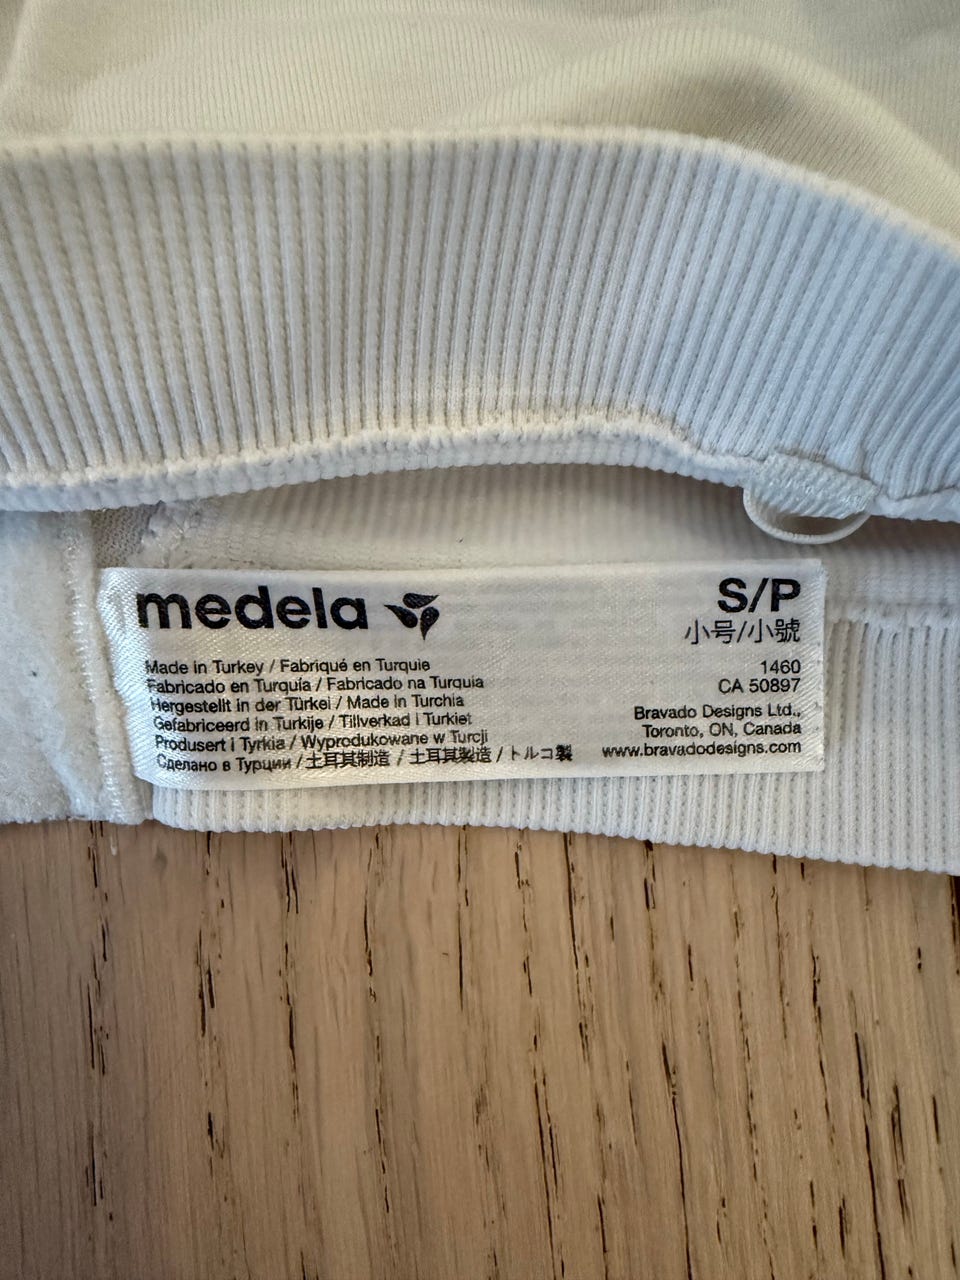 medela
Made in Turkey / Fabriqué en Turquie
Fabricado en Turquía / Fabricado na Turquia
Hergestellt in der Türkei / Made in Turchia
Gefabriceerd in Turkije / Tillverkad i Turkiet
Produsert i Tyrkia / Wyprodukowane w Turcji
Сделано в Турции / 土耳其制造 / 土耳其製造 / トルコ製
S/P
小号/小號
1460
CA 50897
Bravado Designs Ltd.,
Toronto, ON, Canada
www.bravadodesigns.com